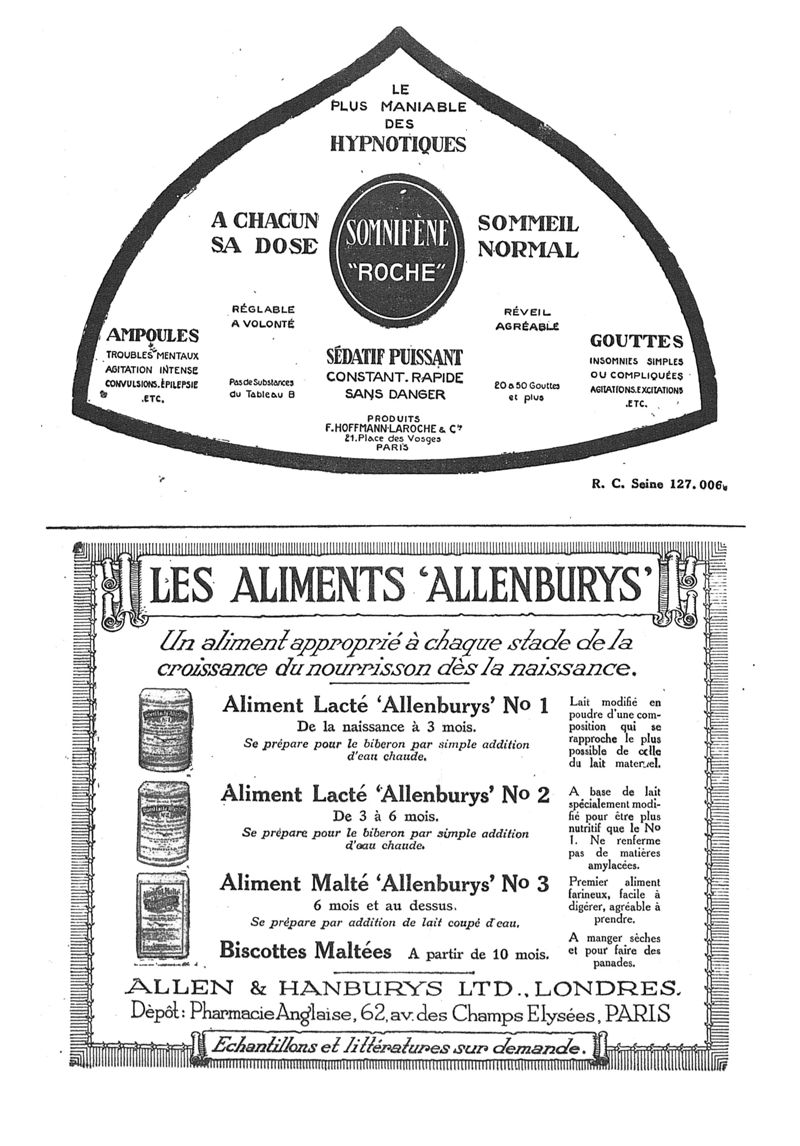 LE
PLUS MANIABLE
DES
HYPNOTIQUES
A CHACUN
SA DOSE
SOMNIFÈNE
"ROCHE"
SOMMEIL
NORMAL
RÉGLABLE
A VOLONTÉ
RÉVEIL
AGRÉABLE
AMPOULES
TROUBLES MENTAUX
AGITATION INTENSE
CONVULSIONS.ÉPILEPSIE
.ETC.
Pas de Substances
du Tableau B
SÉDATIF PUISSANT
CONSTANT. RAPIDE
SANS DANGER
20 à 50 Gouttes
et plus
GOUTTES
INSOMNIES SIMPLES
OU COMPLIQUÉES
AGITATIONS.EXCITATIONS
.ETC.
PRODUITS
F.HOFFMANN-LAROCHE & Cie
21.Place des Vosges
PARIS
R. C. Seine 127.006.
LES ALIMENTS ‘ALLENBURYS’
Un aliment approprié à chaque stade de la
croissance du nourrisson dès la naissance.
Aliment Lacté ‘Allenburys’ No 1
De la naissance à 3 mois.
Se prépare pour le biberon par simple addition
d'eau chaude.
Lait modifié en
poudre d'une com-
position qui se
rapproche le plus
possible de celle
du lait maternel.
Aliment Lacté ‘Allenburys’ No 2
De 3 à 6 mois.
Se prépare pour le biberon par simple addition
d'eau chaude.
A base de lait
spécialement modi-
fié pour être plus
nutritif que le No
1. Ne renferme
pas de matières
amylacées.
Aliment Malté ‘Allenburys’ No 3
6 mois et au dessus.
Se prépare par addition de lait coupé d'eau.
Premier aliment
farineux, facile à
digérer, agréable à
prendre.
Biscottes Maltées A partir de 10 mois.
A manger sèches
et pour faire des
panades.
ALLEN & HANBURYS LTD., LONDRES.
Dèpôt: Pharmacie Anglaise, 62, av. des Champs Elysées, PARIS
Echantillons et littératures sur demande.